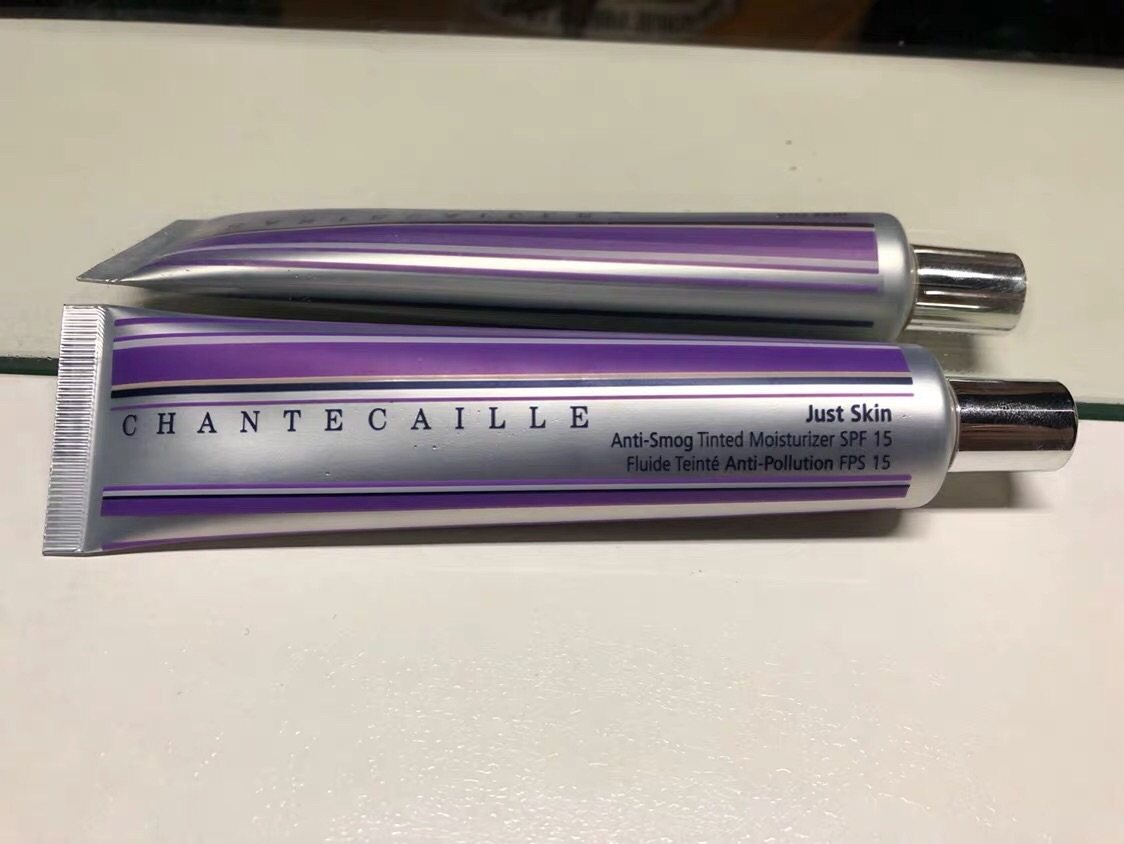 CHANTECAILLE
Just Skin
Anti-Smog Tinted Moisturizer SPF 15
Fluide Teinté Anti-Pollution FPS 15